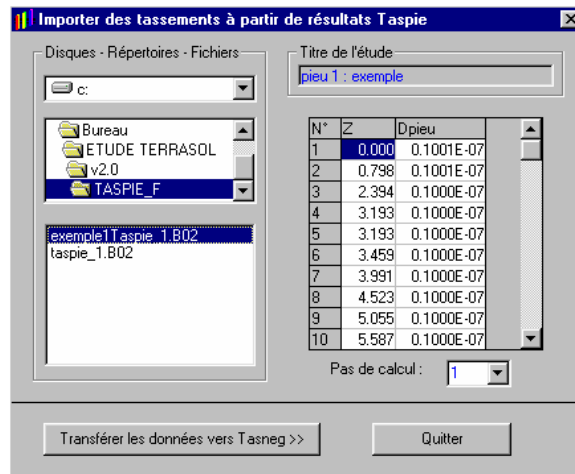 Importer des tassements à partir de résultats Taspie
Disques - Répertoires - Fichiers
c:
Bureau
ETUDE TERRASOL
v2.0
TASPIE_F
exemple1Taspie_1.B02
taspie_1.B02
Titre de l'étude
pieu 1 : exemple
N° Z Dpieu
1 0.000 0.1001E-07
2 0.798 0.1001E-07
3 2.394 0.1000E-07
4 3.193 0.1000E-07
5 3.193 0.1000E-07
6 3.459 0.1000E-07
7 3.991 0.1000E-07
8 4.523 0.1000E-07
9 5.055 0.1000E-07
10 5.587 0.1000E-07
Pas de calcul : 1
Transférer les données vers Tasneg >>
Quitter